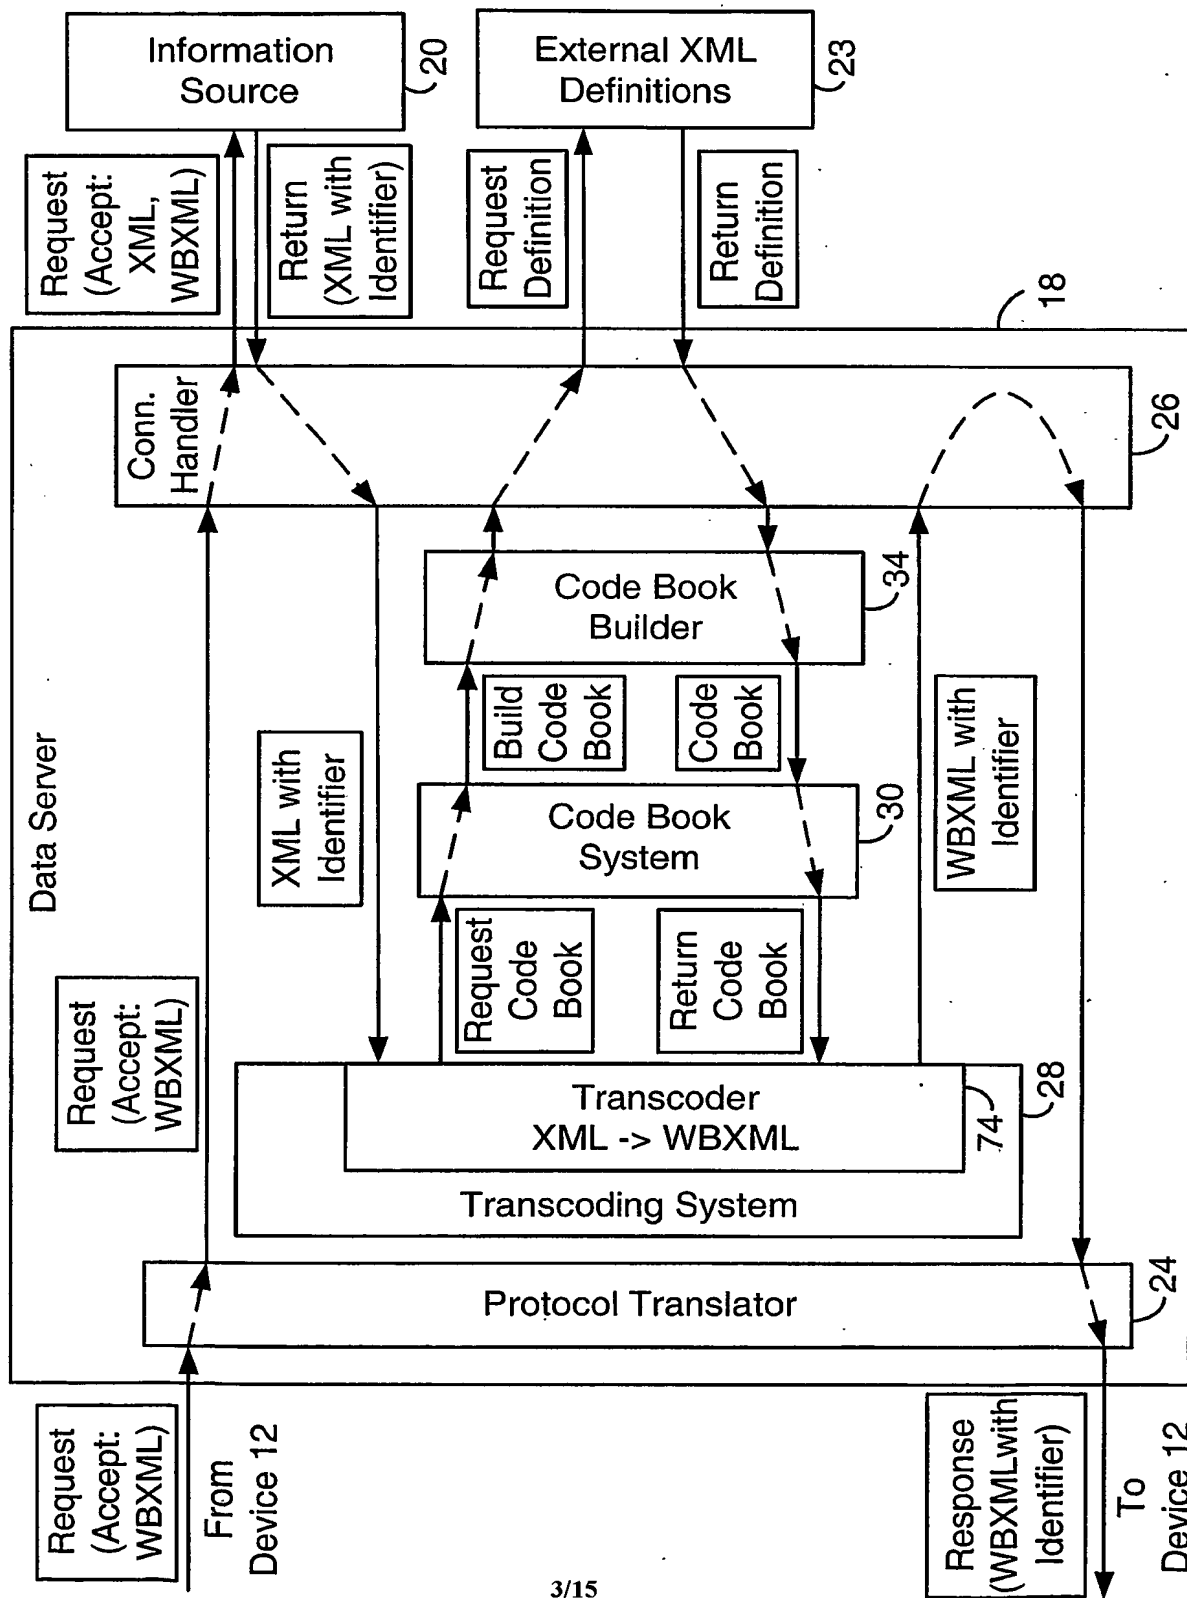 Request
(Accept:
WBXML)
From
Device 12
Response
(WBXMLwith
Identifier)
To
Device 12
Data Server
Protocol Translator
24
Request
(Accept:
WBXML)
Transcoding System
28
Transcoder
XML -> WBXML
74
XML with
Identifier
Request
Code
Book
Return
Code
Book
Code Book
System
30
Build
Code
Book
Code
Book
Code Book
Builder
34
WBXML with
Identifier
Conn.
Handler
26
18
Request
(Accept:
XML,
WBXML)
Return
(XML with
Identifier)
Request
Definition
Return
Definition
Information
Source
20
External XML
Definitions
23
3/15